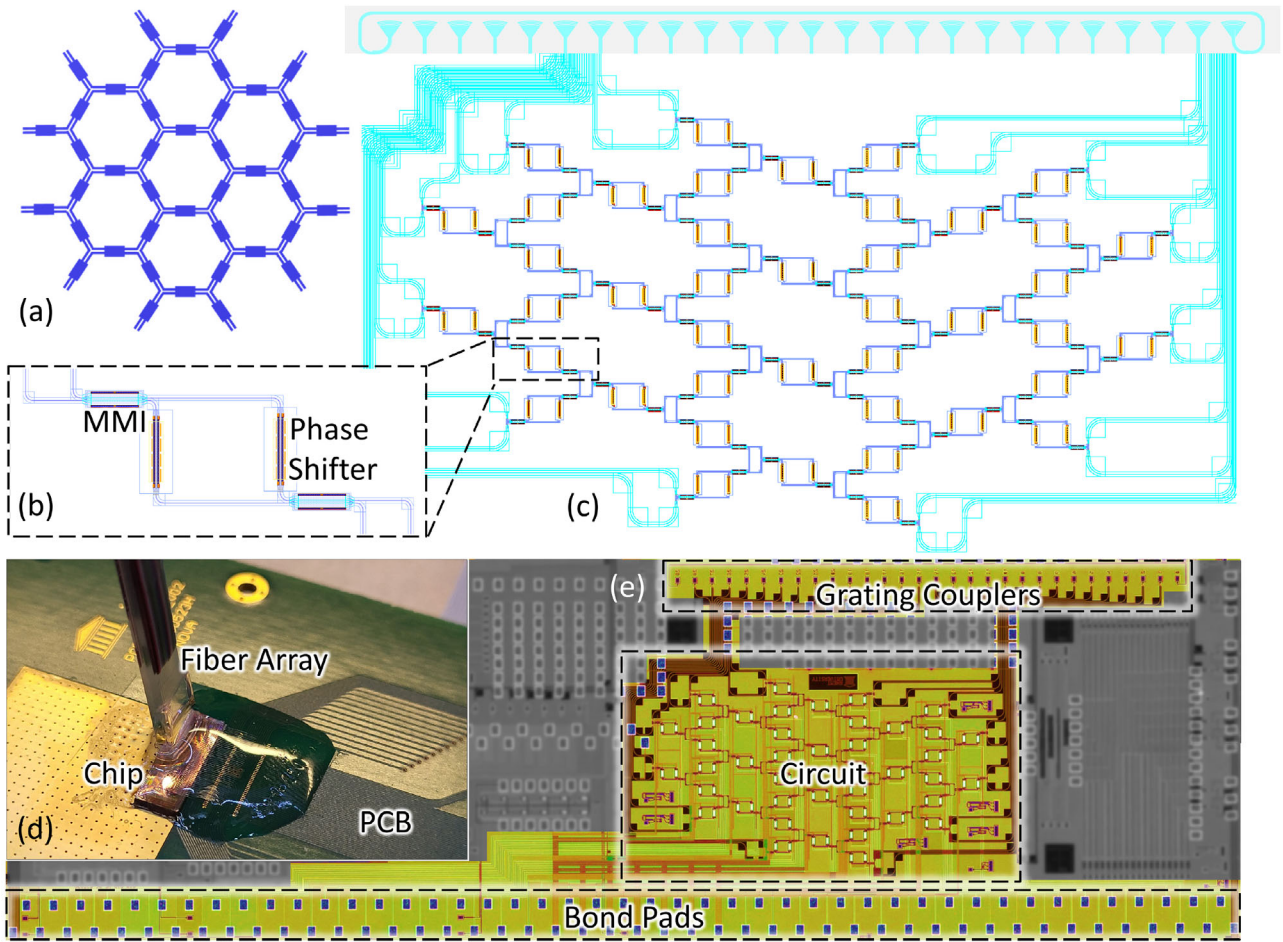 (a)
MMI
Phase
Shifter
(b)
(c)
Fiber Array
Chip
PCB
(d)
(e)
Grating Couplers
Circuit
Bond Pads